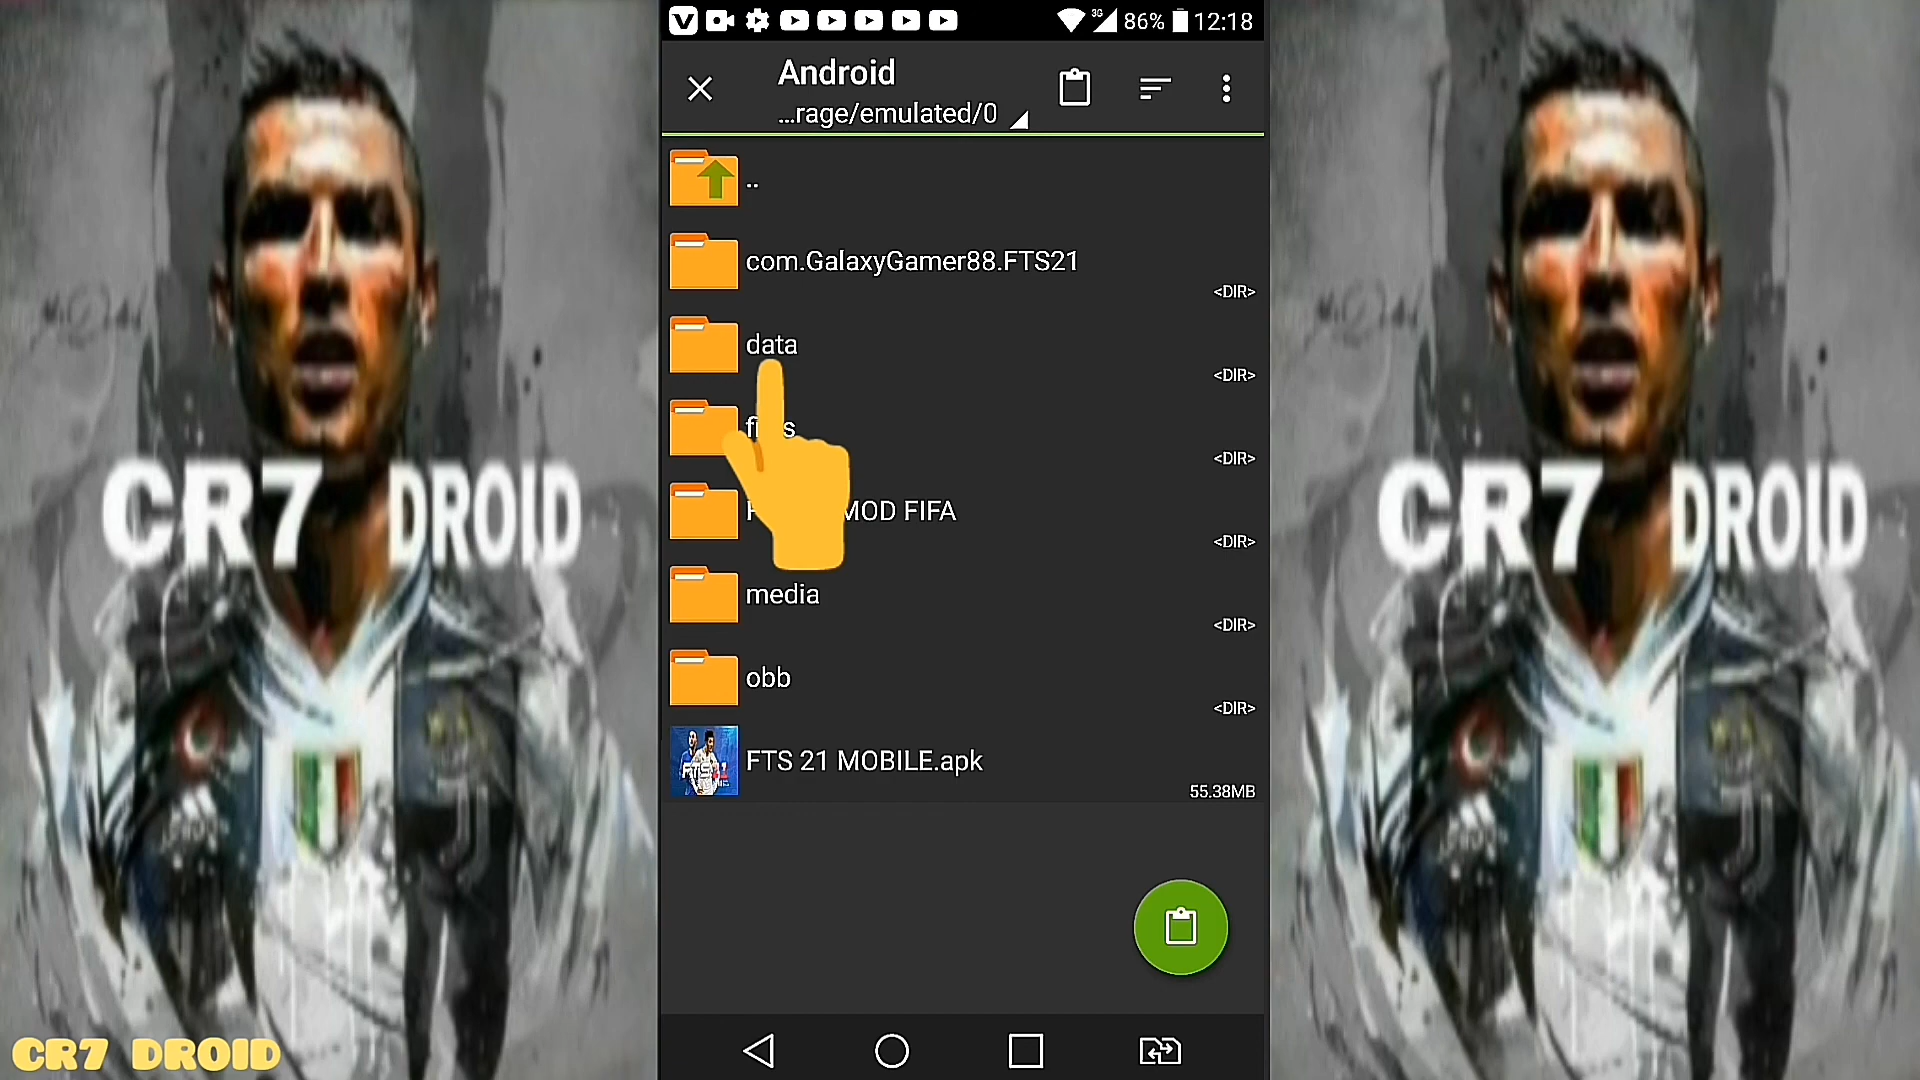 3G 86% 12:18
Android
...rage/emulated/0
..
com.GalaxyGamer88.FTS21
<DIR>
data
<DIR>
<DIR>
MOD FIFA
<DIR>
media
<DIR>
obb
<DIR>
FTS 21 MOBILE.apk
55.38MB
CR7 DROID
CR7 DROID
CR7 DROID